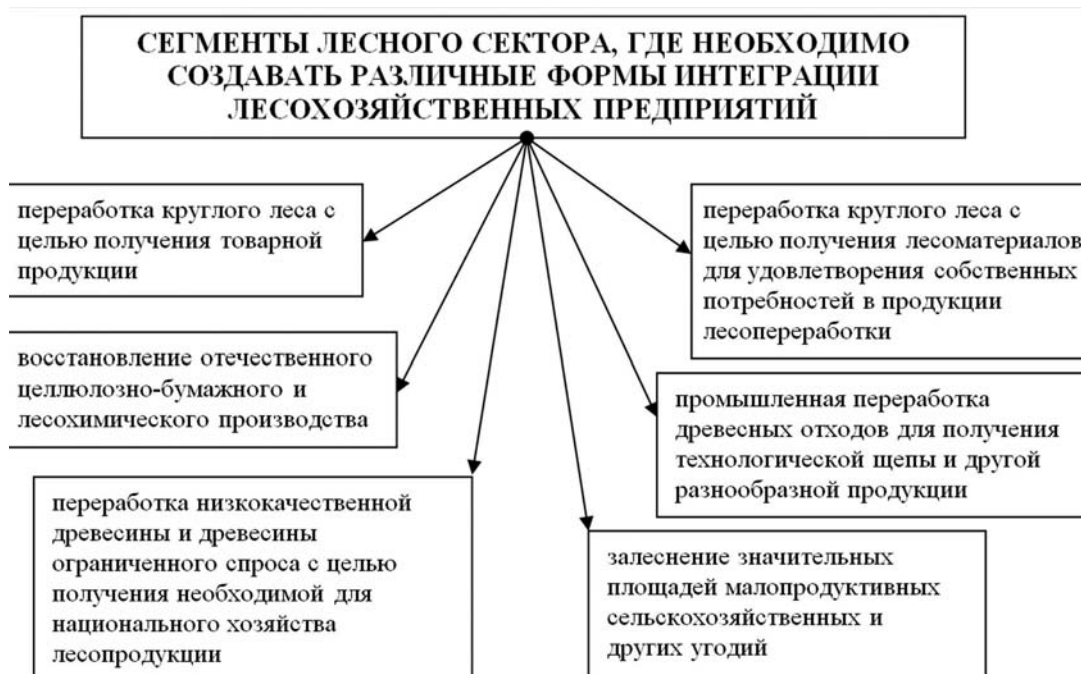 СЕГМЕНТЫ ЛЕСНОГО СЕКТОРА, ГДЕ НЕОБХОДИМО
СОЗДАВАТЬ РАЗЛИЧНЫЕ ФОРМЫ ИНТЕГРАЦИИ
ЛЕСОХОЗЯЙСТВЕННЫХ ПРЕДПРИЯТИЙ
переработка круглого леса с
целью получения товарной
продукции
переработка круглого леса с
целью получения лесоматериалов
для удовлетворения собственных
потребностей в продукции
лесопереработки
восстановление отечественного
целлюлозно-бумажного и
лесохимического производства
промышленная переработка
древесных отходов для получения
технологической щепы и другой
разнообразной продукции
переработка низкокачественной
древесины и древесины
ограниченного спроса с целью
получения необходимой для
национального хозяйства
лесопродукции
залеснение значительных
площадей малопродуктивных
сельскохозяйственных и
других угодий